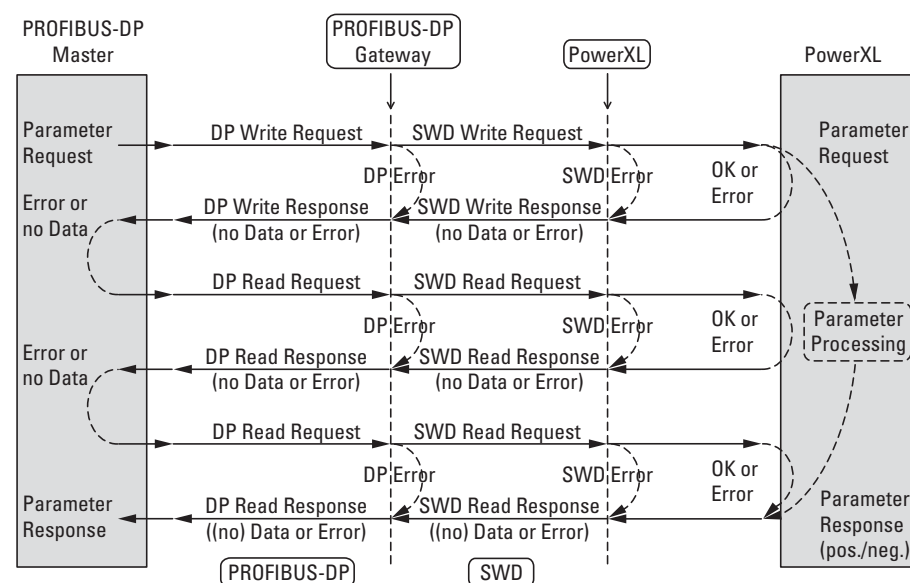 PROFIBUS-DP
Master
PROFIBUS-DP
Gateway
PowerXL
PowerXL
Parameter
Request
DP Write Request
SWD Write Request
Parameter
Request
DP Error
SWD Error
OK or
Error
Error or
no Data
DP Write Response
(no Data or Error)
SWD Write Response
(no Data or Error)
DP Read Request
SWD Read Request
DP Error
SWD Error
OK or
Error
Parameter
Processing
Error or
no Data
DP Read Response
(no Data or Error)
SWD Read Response
(no Data or Error)
DP Read Request
SWD Read Request
DP Error
SWD Error
OK or
Error
Parameter
Response
DP Read Response
((no) Data or Error)
SWD Read Response
((no) Data or Error)
Parameter
Response
(pos./neg.)
PROFIBUS-DP
SWD